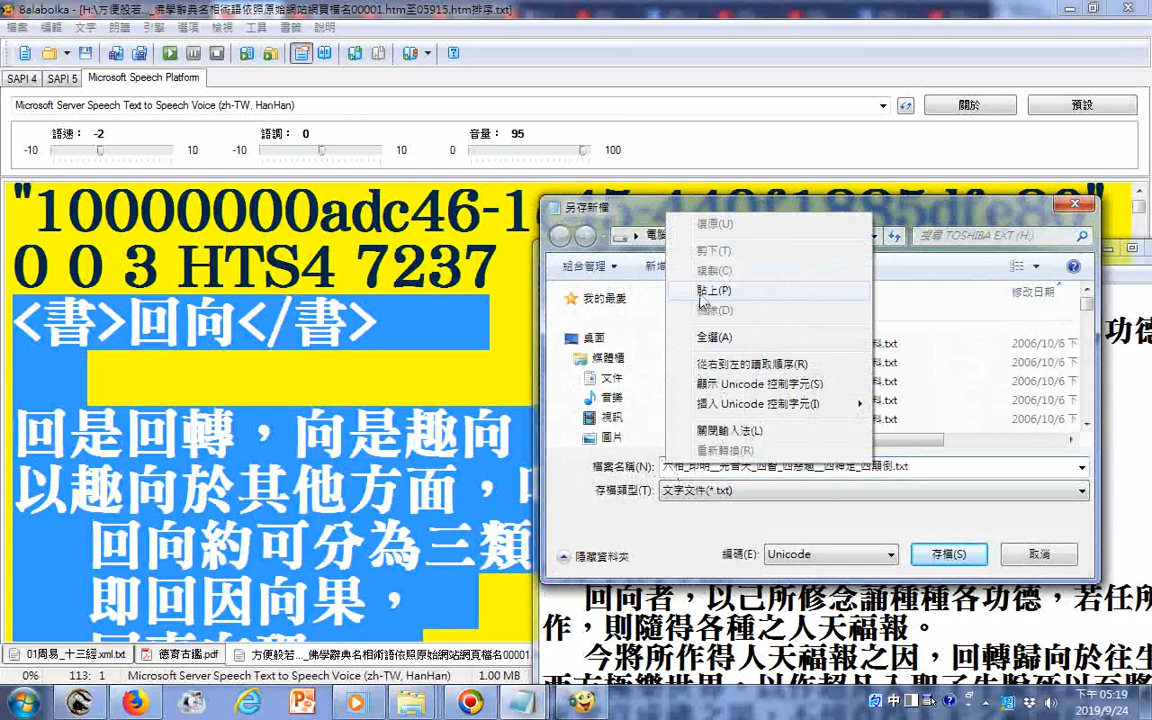 Balabolka - [H:\方便般若..._佛學辭典名相術語依照原始網站網頁檔名00001.htm至05915,htm排序.txt]
檔案 編輯 文字 朗讀 引擎 選項 檢視 工具 書籤 說明
SAPI 4 SAPI 5 Microsoft Speech Platform
Microsoft Server Speech Text to Speech Voice (zh-TW, HanHan) 關於 預設
語速： -2 語調： 0 音量： 95
-10 10 -10 10 0 100
"10000000adc46-1
0 0 3 HTS4 7237
<書>回向</書>
回是回轉，向是趣向
以趣向於其他方面，
回向約可分為三類
即回因向果，
另存新檔
電腦
搜尋 TOSHIBA EXT (H:)
組合管理
我的最愛
桌面
媒體櫃
文件
音樂
視訊
圖片
修改日期
料.txt 2006/10/6 下
料.txt 2006/10/6 下
料.txt 2006/10/6 下
料.txt 2006/10/6 下
料.txt 2006/10/6 下
復原(U)
剪下(T)
複製(C)
貼上(P)
刪除(D)
全選(A)
從右到左的讀取順序(R)
顯示 Unicode 控制字元(S)
插入 Unicode 控制字元(I)
關閉輸入法(L)
重新轉換(R)
檔案名稱(N):
存檔類型(T): 文字文件(*.txt)
隱藏資料夾 編碼(E): Unicode 存檔(S) 取消
功德
回向者，以己所修念誦種種各功德，若任所
作，則隨得各種之人天福報。
今將所作得人天福報之因，回轉歸向於往生
01周易_十三經.xml.txt 德育古鑑.pdf 方便般若..._佛學辭典名相術語依照原始網站網頁檔名00001.
0% 113: 1 Microsoft Server Speech Text to Speech Voice (zh-TW, HanHan) 1.00 MB
中
下午 05:19
2019/9/24